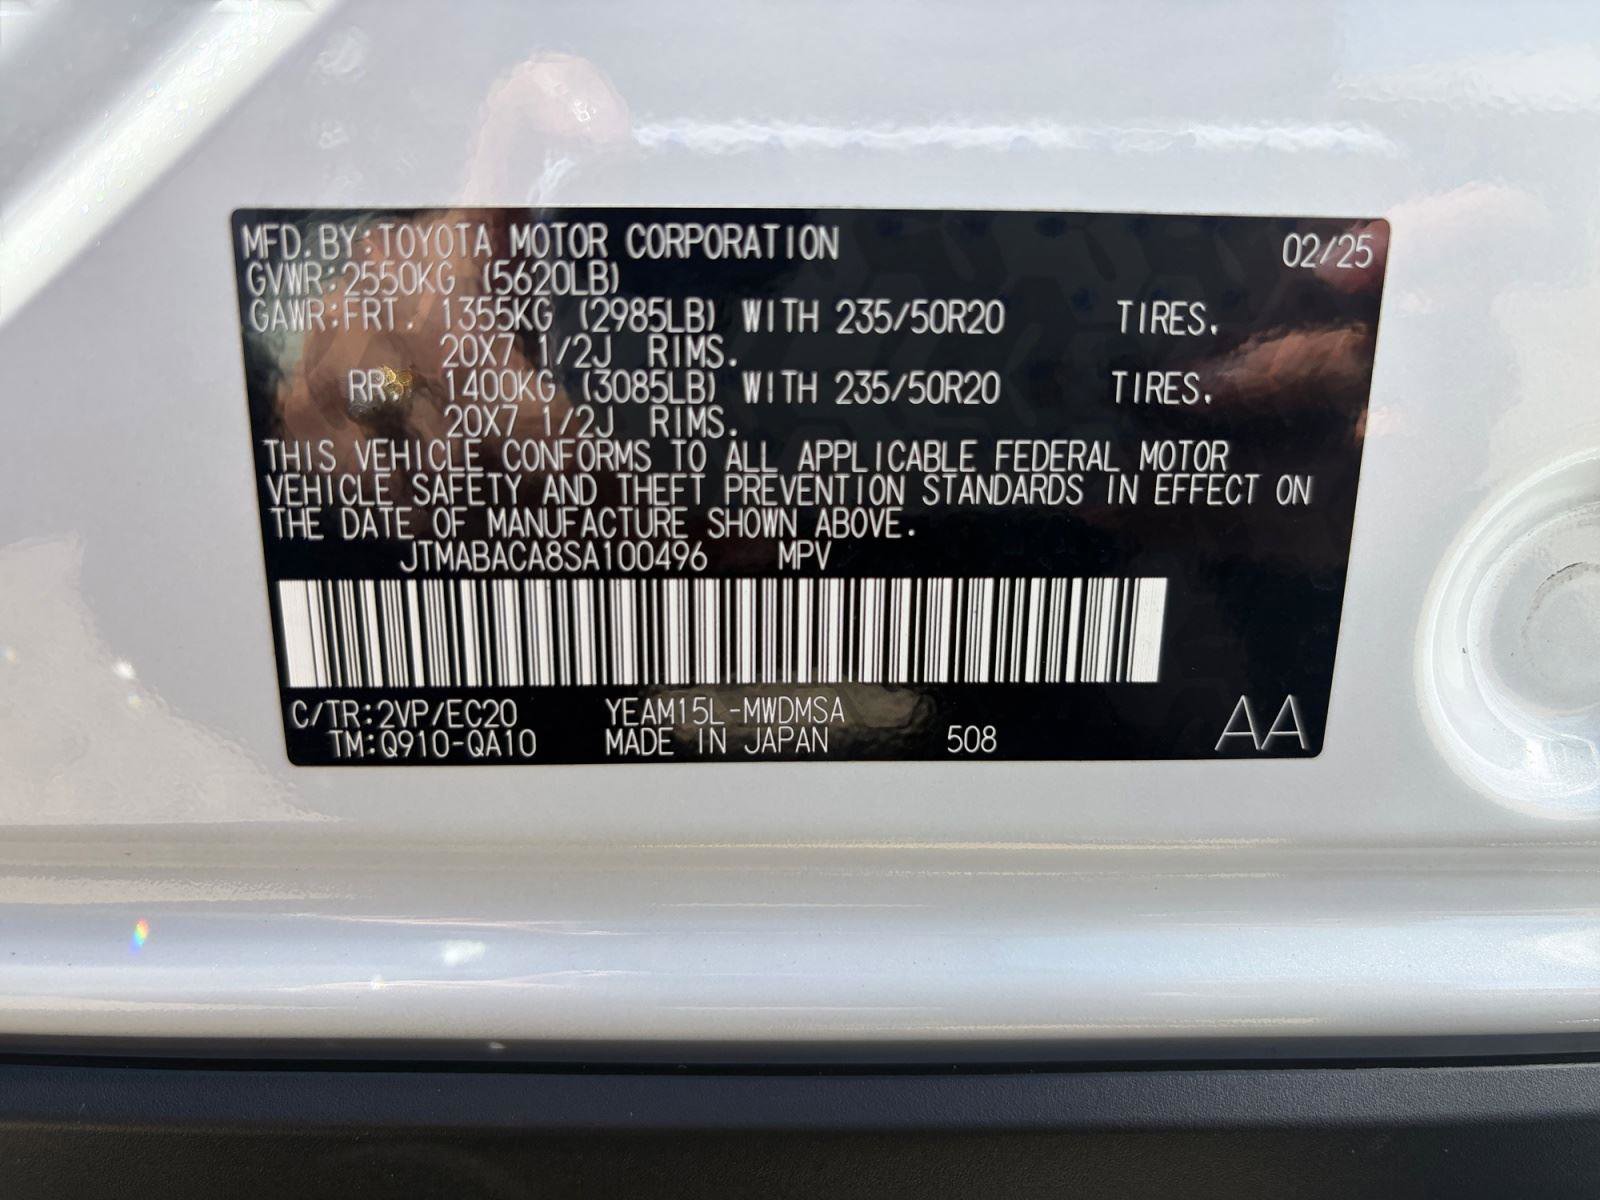 MFD. BY:TOYOTA MOTOR CORPORATION 02/25
GVWR:2550KG (5620LB)
GAWR:FRT. 1355KG (2985LB) WITH 235/50R20 TIRES.
20X7 1/2J RIMS.
RR. 1400KG (3085LB) WITH 235/50R20 TIRES.
20X7 1/2J RIMS.
THIS VEHICLE CONFORMS TO ALL APPLICABLE FEDERAL MOTOR
VEHICLE SAFETY AND THEFT PREVENTION STANDARDS IN EFFECT ON
THE DATE OF MANUFACTURE SHOWN ABOVE.
JTMABACA8SA100496 MPV
C/TR:2VP/EC20 YEAM15L-MWDMSA
TM:Q910-QA10 MADE IN JAPAN 508 AA